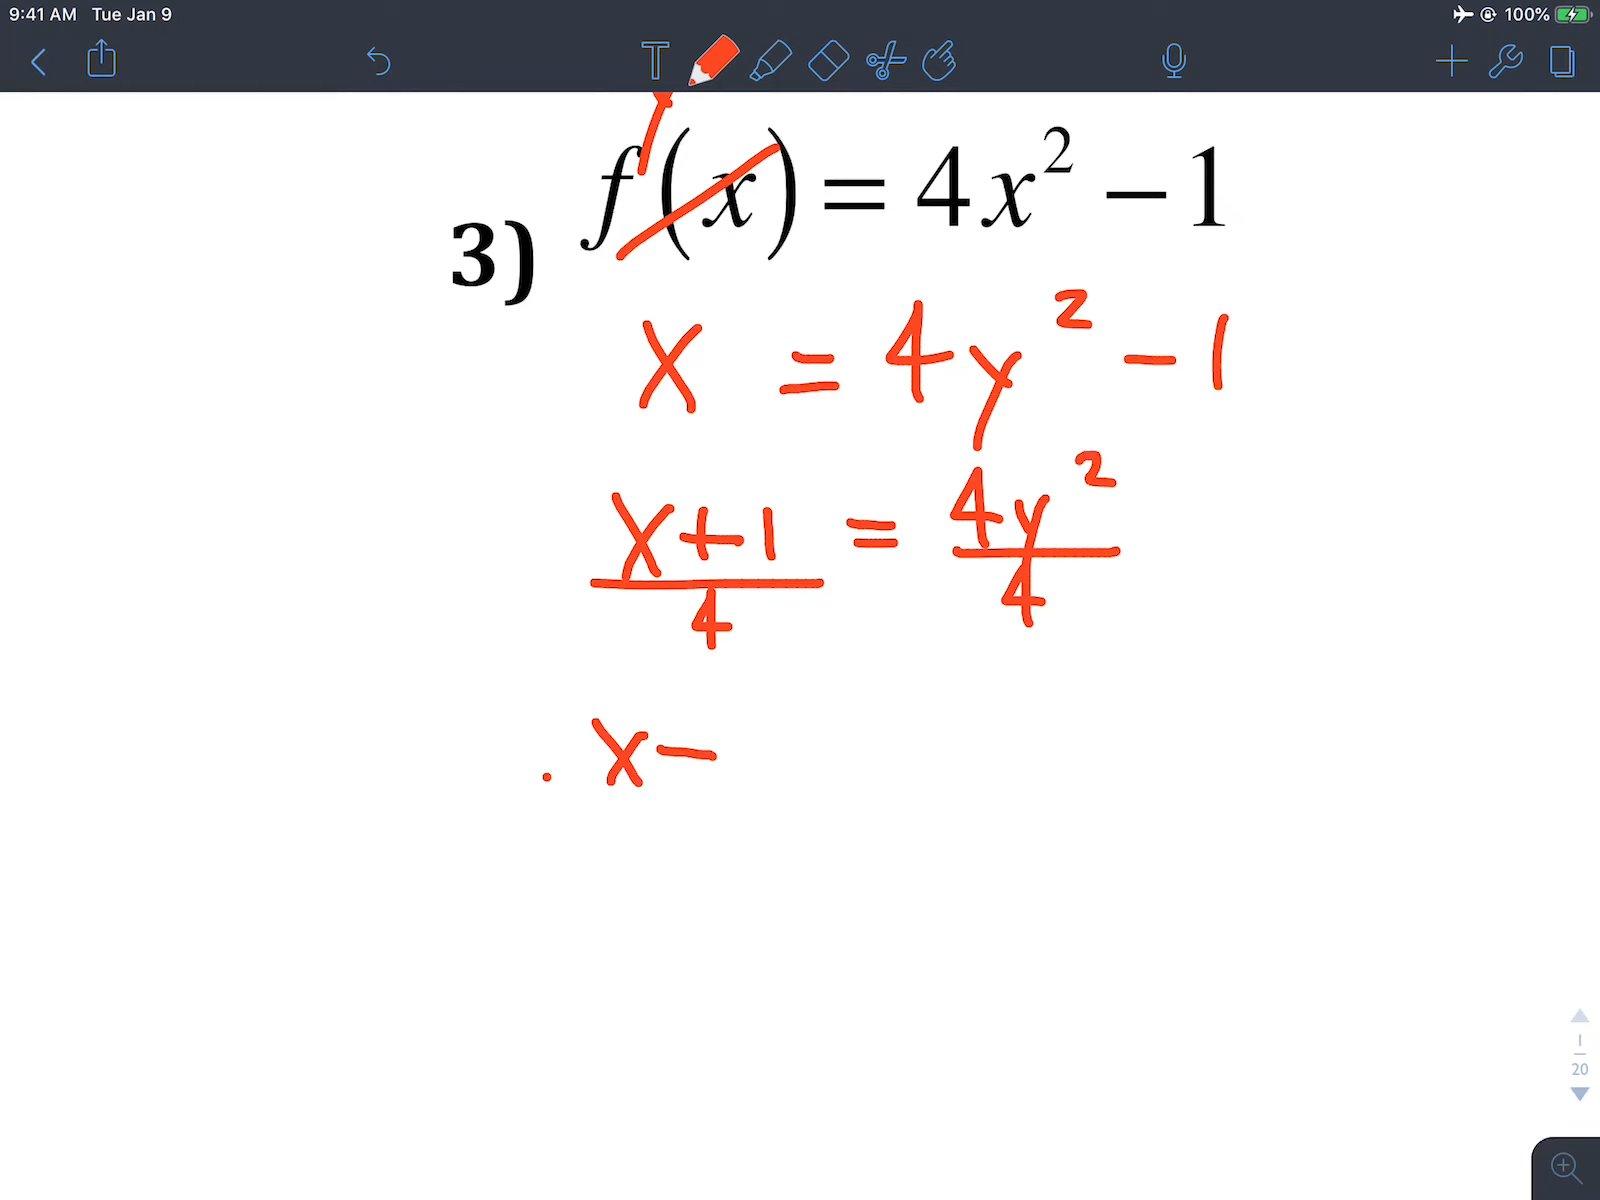 9:41 AM Tue Jan 9 100%
T
y
3) f(x) = 4x² − 1
x = 4y² − 1
x+1 = 4y²
4 4
. x−
1
20